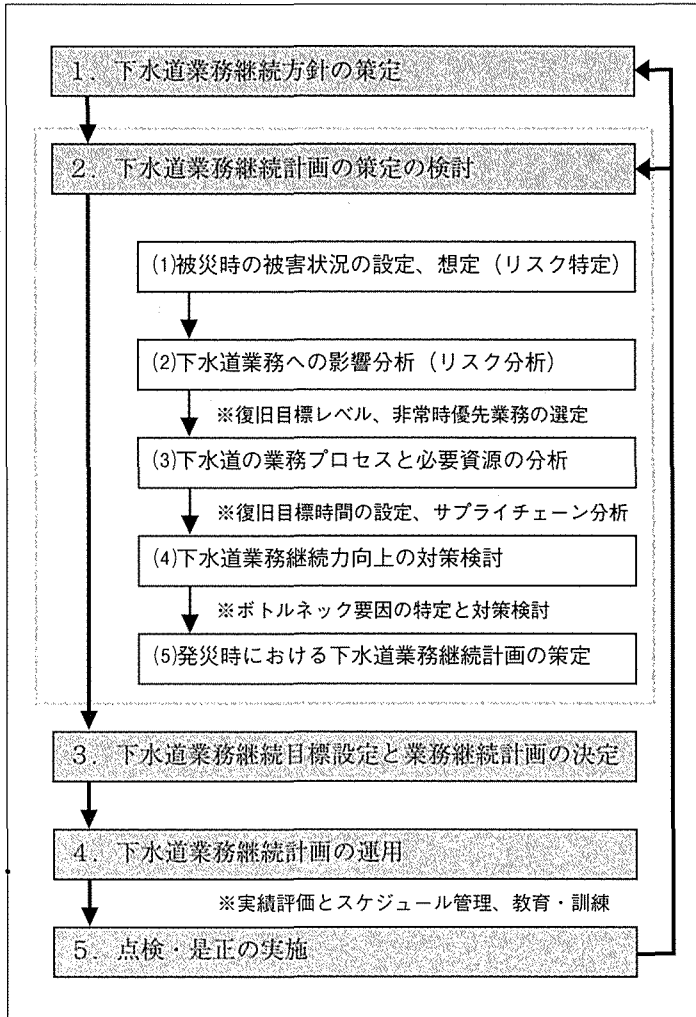 1．下水道業務継続方針の策定
2．下水道業務継続計画の策定の検討
(1)被災時の被害状況の設定、想定（リスク特定）
(2)下水道業務への影響分析（リスク分析）
※復旧目標レベル、非常時優先業務の選定
(3)下水道の業務プロセスと必要資源の分析
※復旧目標時間の設定、サプライチェーン分析
(4)下水道業務継続力向上の対策検討
※ボトルネック要因の特定と対策検討
(5)発災時における下水道業務継続計画の策定
3．下水道業務継続目標設定と業務継続計画の決定
4．下水道業務継続計画の運用
※実績評価とスケジュール管理、教育・訓練
5．点検・是正の実施